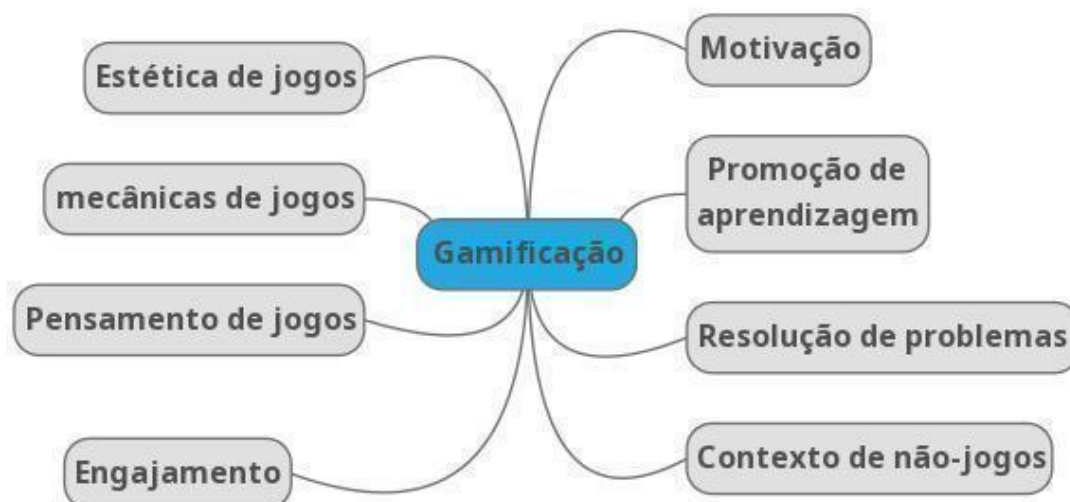 Estética de jogos
mecânicas de jogos
Pensamento de jogos
Engajamento
Gamificação
Motivação
Promoção de
aprendizagem
Resolução de problemas
Contexto de não-jogos